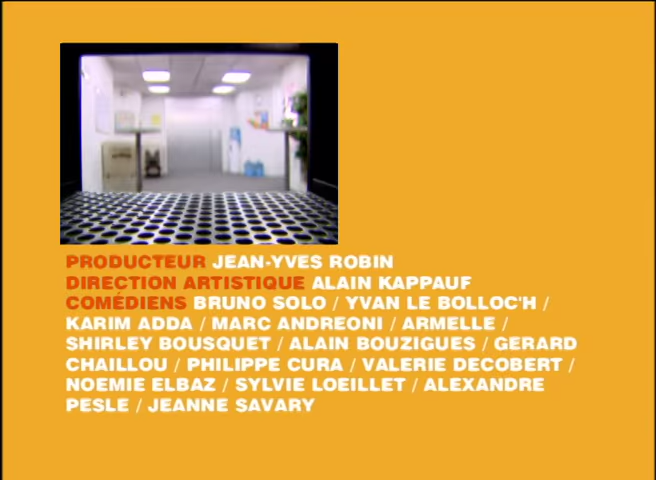 PRODUCTEUR JEAN-YVES ROBIN
DIRECTION ARTISTIQUE ALAIN KAPPAUF
COMÉDIENS BRUNO SOLO / YVAN LE BOLLOC'H /
KARIM ADDA / MARC ANDREONI / ARMELLE /
SHIRLEY BOUSQUET / ALAIN BOUZIGUES / GERARD
CHAILLOU / PHILIPPE CURA / VALERIE DECOBERT /
NOEMIE ELBAZ / SYLVIE LOEILLET / ALEXANDRE
PESLE / JEANNE SAVARY